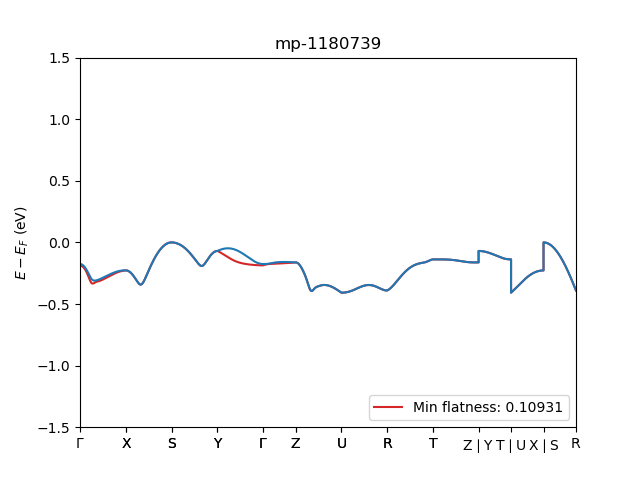 mp-1180739
E − E_F (eV)
1.5
1.0
0.5
0.0
−0.5
−1.0
−1.5
Min flatness: 0.10931
Γ X S Y Γ Z U R T Z | Y T | U X | S R